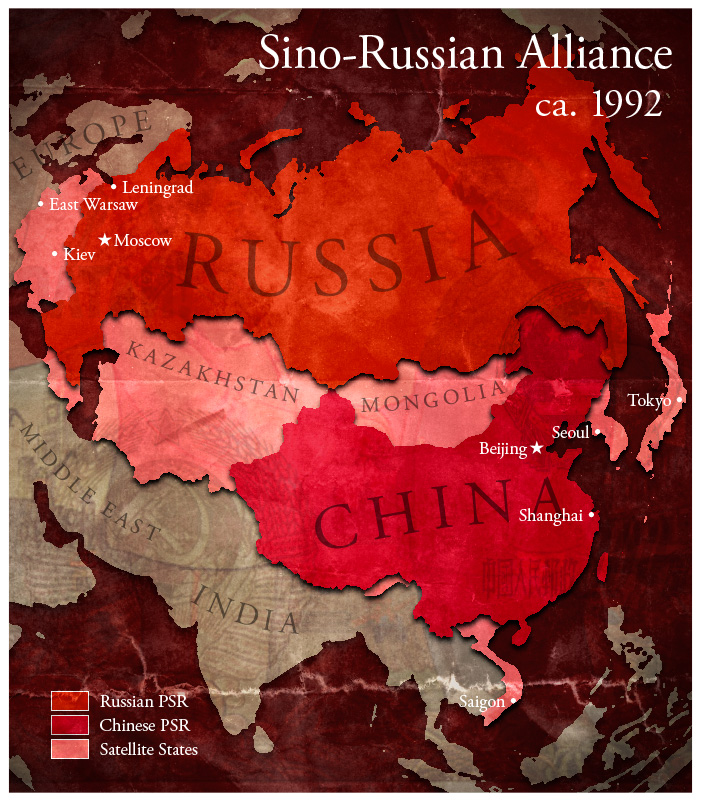 Sino-Russian Alliance
ca. 1992
EUROPE
Leningrad
East Warsaw
Moscow
Kiev
RUSSIA
KAZAKHSTAN
MONGOLIA
Tokyo
Seoul
Beijing
MIDDLE EAST
CHINA
Shanghai
INDIA
Saigon
Russian PSR
Chinese PSR
Satellite States